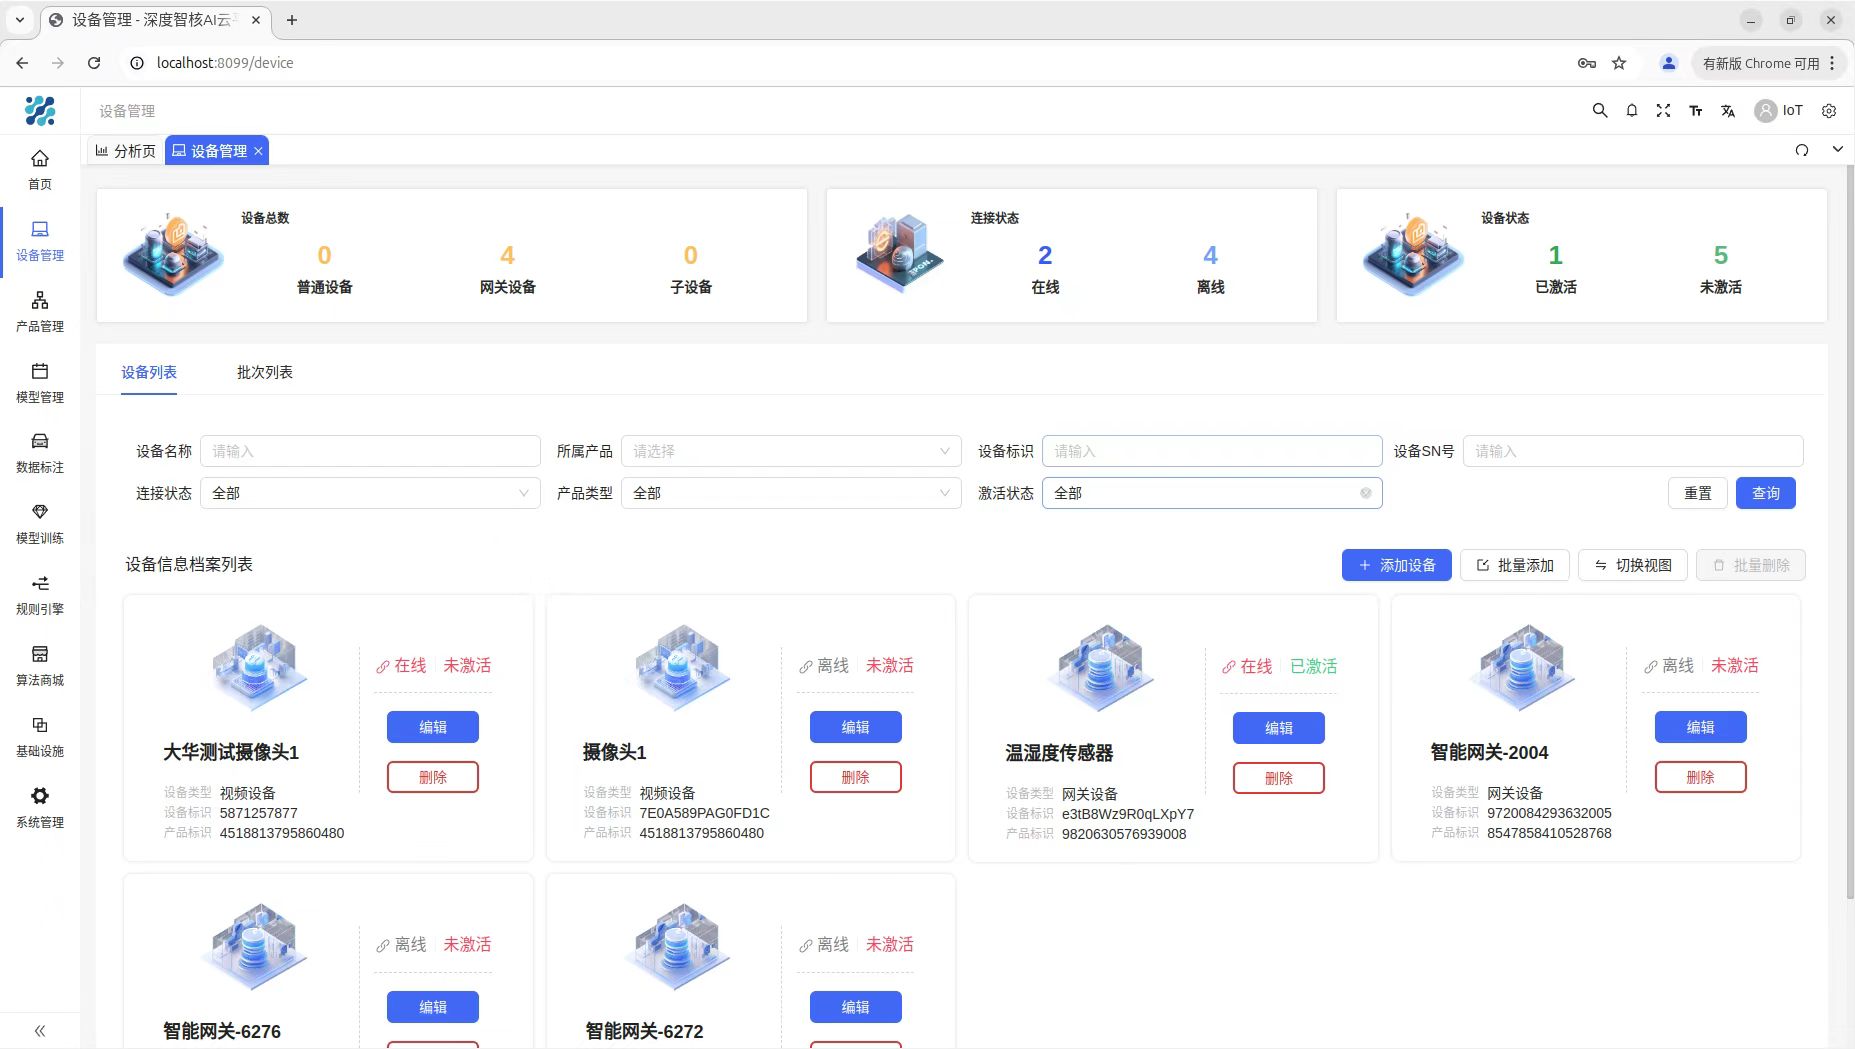 设备管理 - 深度智核AI云
localhost:8099/device
有新版 Chrome 可用
设备管理
IoT
分析页
设备管理
首页
设备管理
产品管理
模型管理
数据标注
模型训练
规则引擎
算法商城
基础设施
系统管理
设备总数
0 4 0
普通设备 网关设备 子设备
连接状态
2 4
在线 离线
设备状态
1 5
已激活 未激活
设备列表 批次列表
设备名称 请输入 所属产品 请选择 设备标识 请输入 设备SN号 请输入
连接状态 全部 产品类型 全部 激活状态 全部 重置 查询
设备信息档案列表
添加设备 批量添加 切换视图 批量删除
在线 未激活
编辑
删除
大华测试摄像头1
设备类型 视频设备
设备标识 5871257877
产品标识 4518813795860480
离线 未激活
编辑
删除
摄像头1
设备类型 视频设备
设备标识 7E0A589PAG0FD1C
产品标识 4518813795860480
在线 已激活
编辑
删除
温湿度传感器
设备类型 网关设备
设备标识 e3tB8Wz9R0qLXpY7
产品标识 9820630576939008
离线 未激活
编辑
删除
智能网关-2004
设备类型 网关设备
设备标识 9720084293632005
产品标识 8547858410528768
离线 未激活
编辑
智能网关-6276
离线 未激活
编辑
智能网关-6272